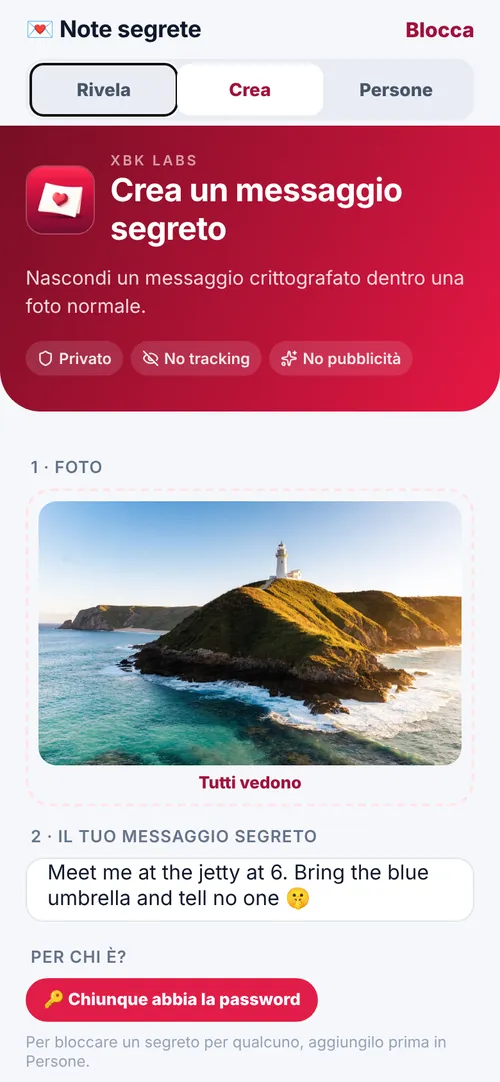 💌 Note segrete
Blocca
Rivela
Crea
Persone
XBK LABS
Crea un messaggio
segreto
Nascondi un messaggio crittografato dentro una
foto normale.
Privato
No tracking
No pubblicità
1 · FOTO
Tutti vedono
2 · IL TUO MESSAGGIO SEGRETO
Meet me at the jetty at 6. Bring the blue
umbrella and tell no one 🤫
PER CHI È?
🔑 Chiunque abbia la password
Per bloccare un segreto per qualcuno, aggiungilo prima in
Persone.